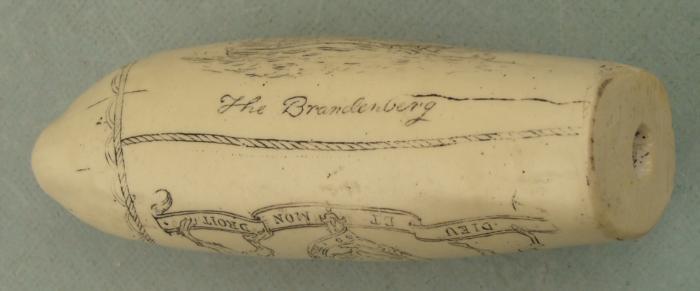 The Brandenberg
DIEU ET MON DROIT